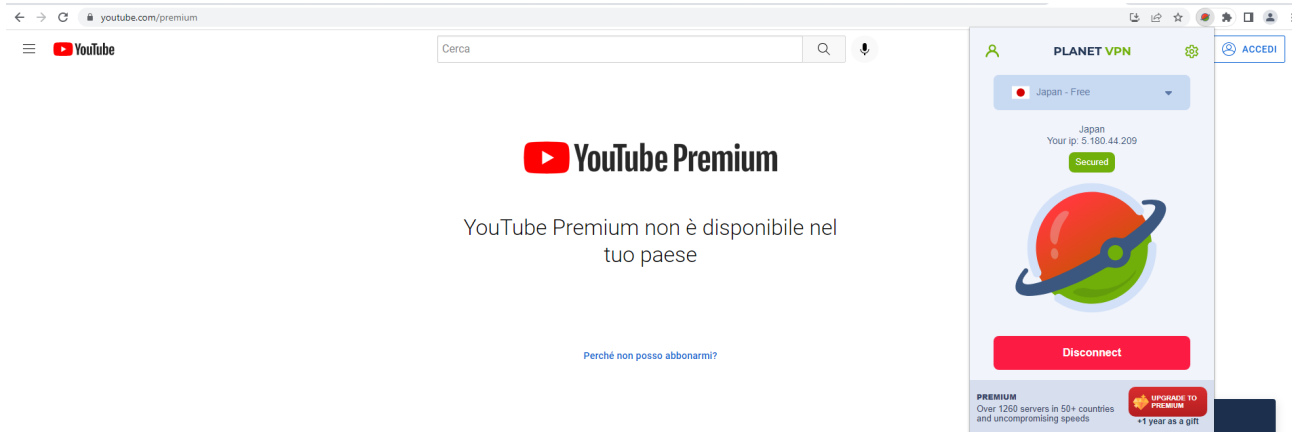 youtube.com/premium
YouTube
Cerca
ACCEDI
YouTube Premium
YouTube Premium non è disponibile nel
tuo paese
Perché non posso abbonarmi?
PLANET VPN
Japan - Free
Japan
Your ip: 5.180.44.209
Secured
Disconnect
PREMIUM
Over 1260 servers in 50+ countries
and uncompromising speeds
UPGRADE TO
PREMIUM
+1 year as a gift